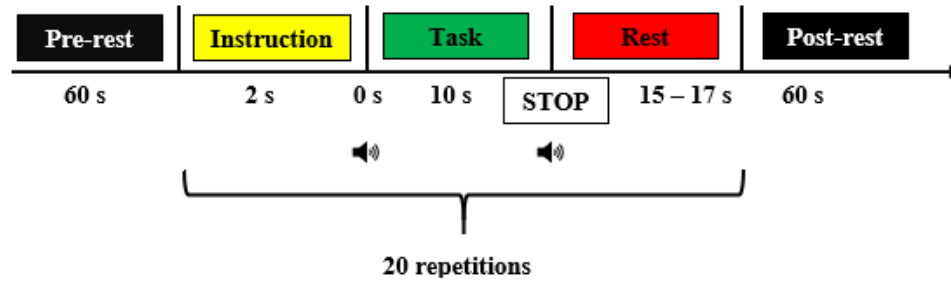 Pre-rest Instruction Task Rest Post-rest
60 s 2 s 0 s 10 s STOP 15 – 17 s 60 s
20 repetitions